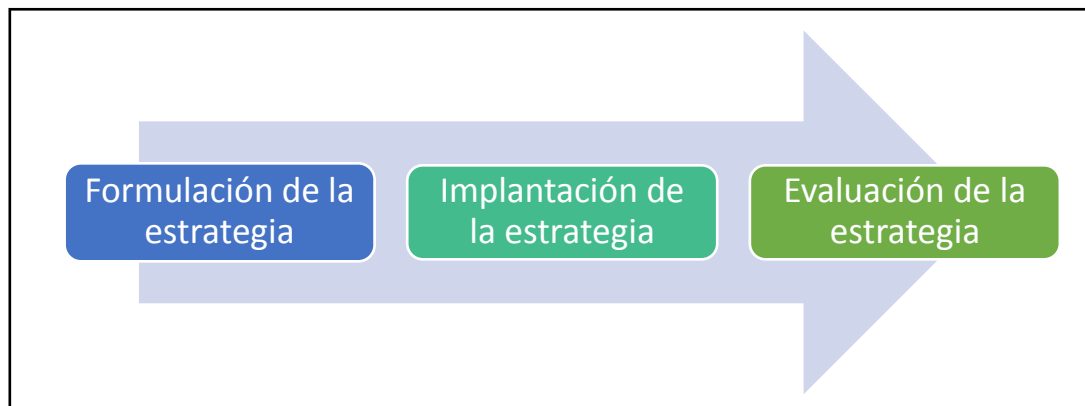 Formulación de la
estrategia
Implantación de
la estrategia
Evaluación de la
estrategia